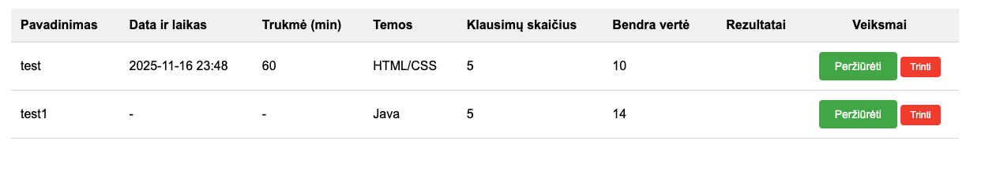 Pavadinimas Data ir laikas Trukmė (min) Temos Klausimų skaičius Bendra vertė Rezultatai Veiksmai
test 2025-11-16 23:48 60 HTML/CSS 5 10 Peržiūrėti Trinti
test1 - - Java 5 14 Peržiūrėti Trinti